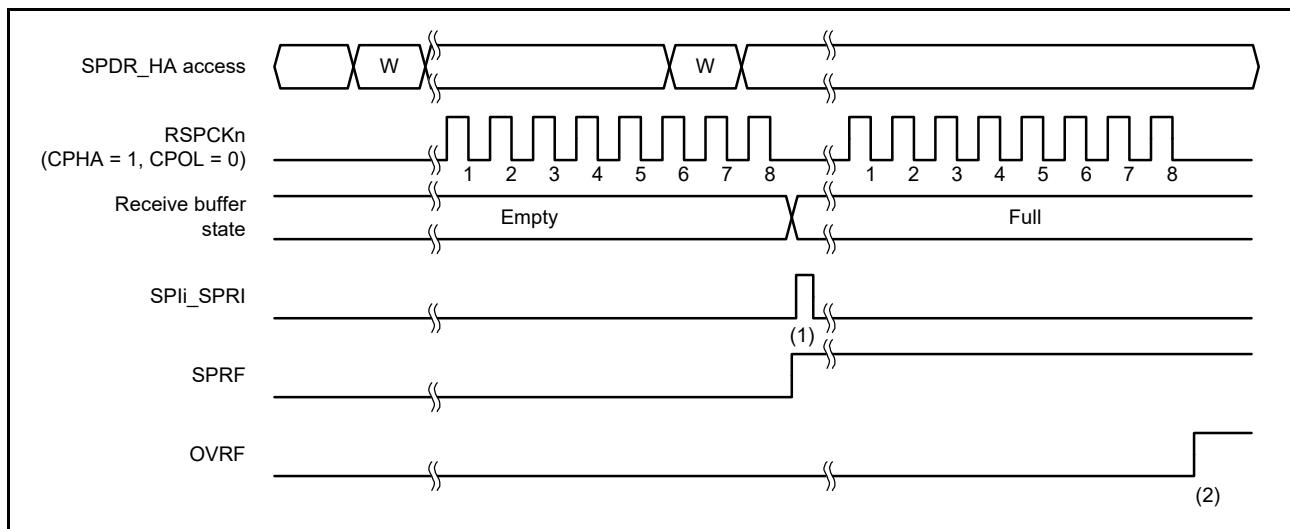 SPDR_HA access
W
W
RSPCKn
(CPHA = 1, CPOL = 0)
1 2 3 4 5 6 7 8
1 2 3 4 5 6 7 8
Receive buffer
state
Empty
Full
SPIi_SPRI
(1)
SPRF
OVRF
(2)